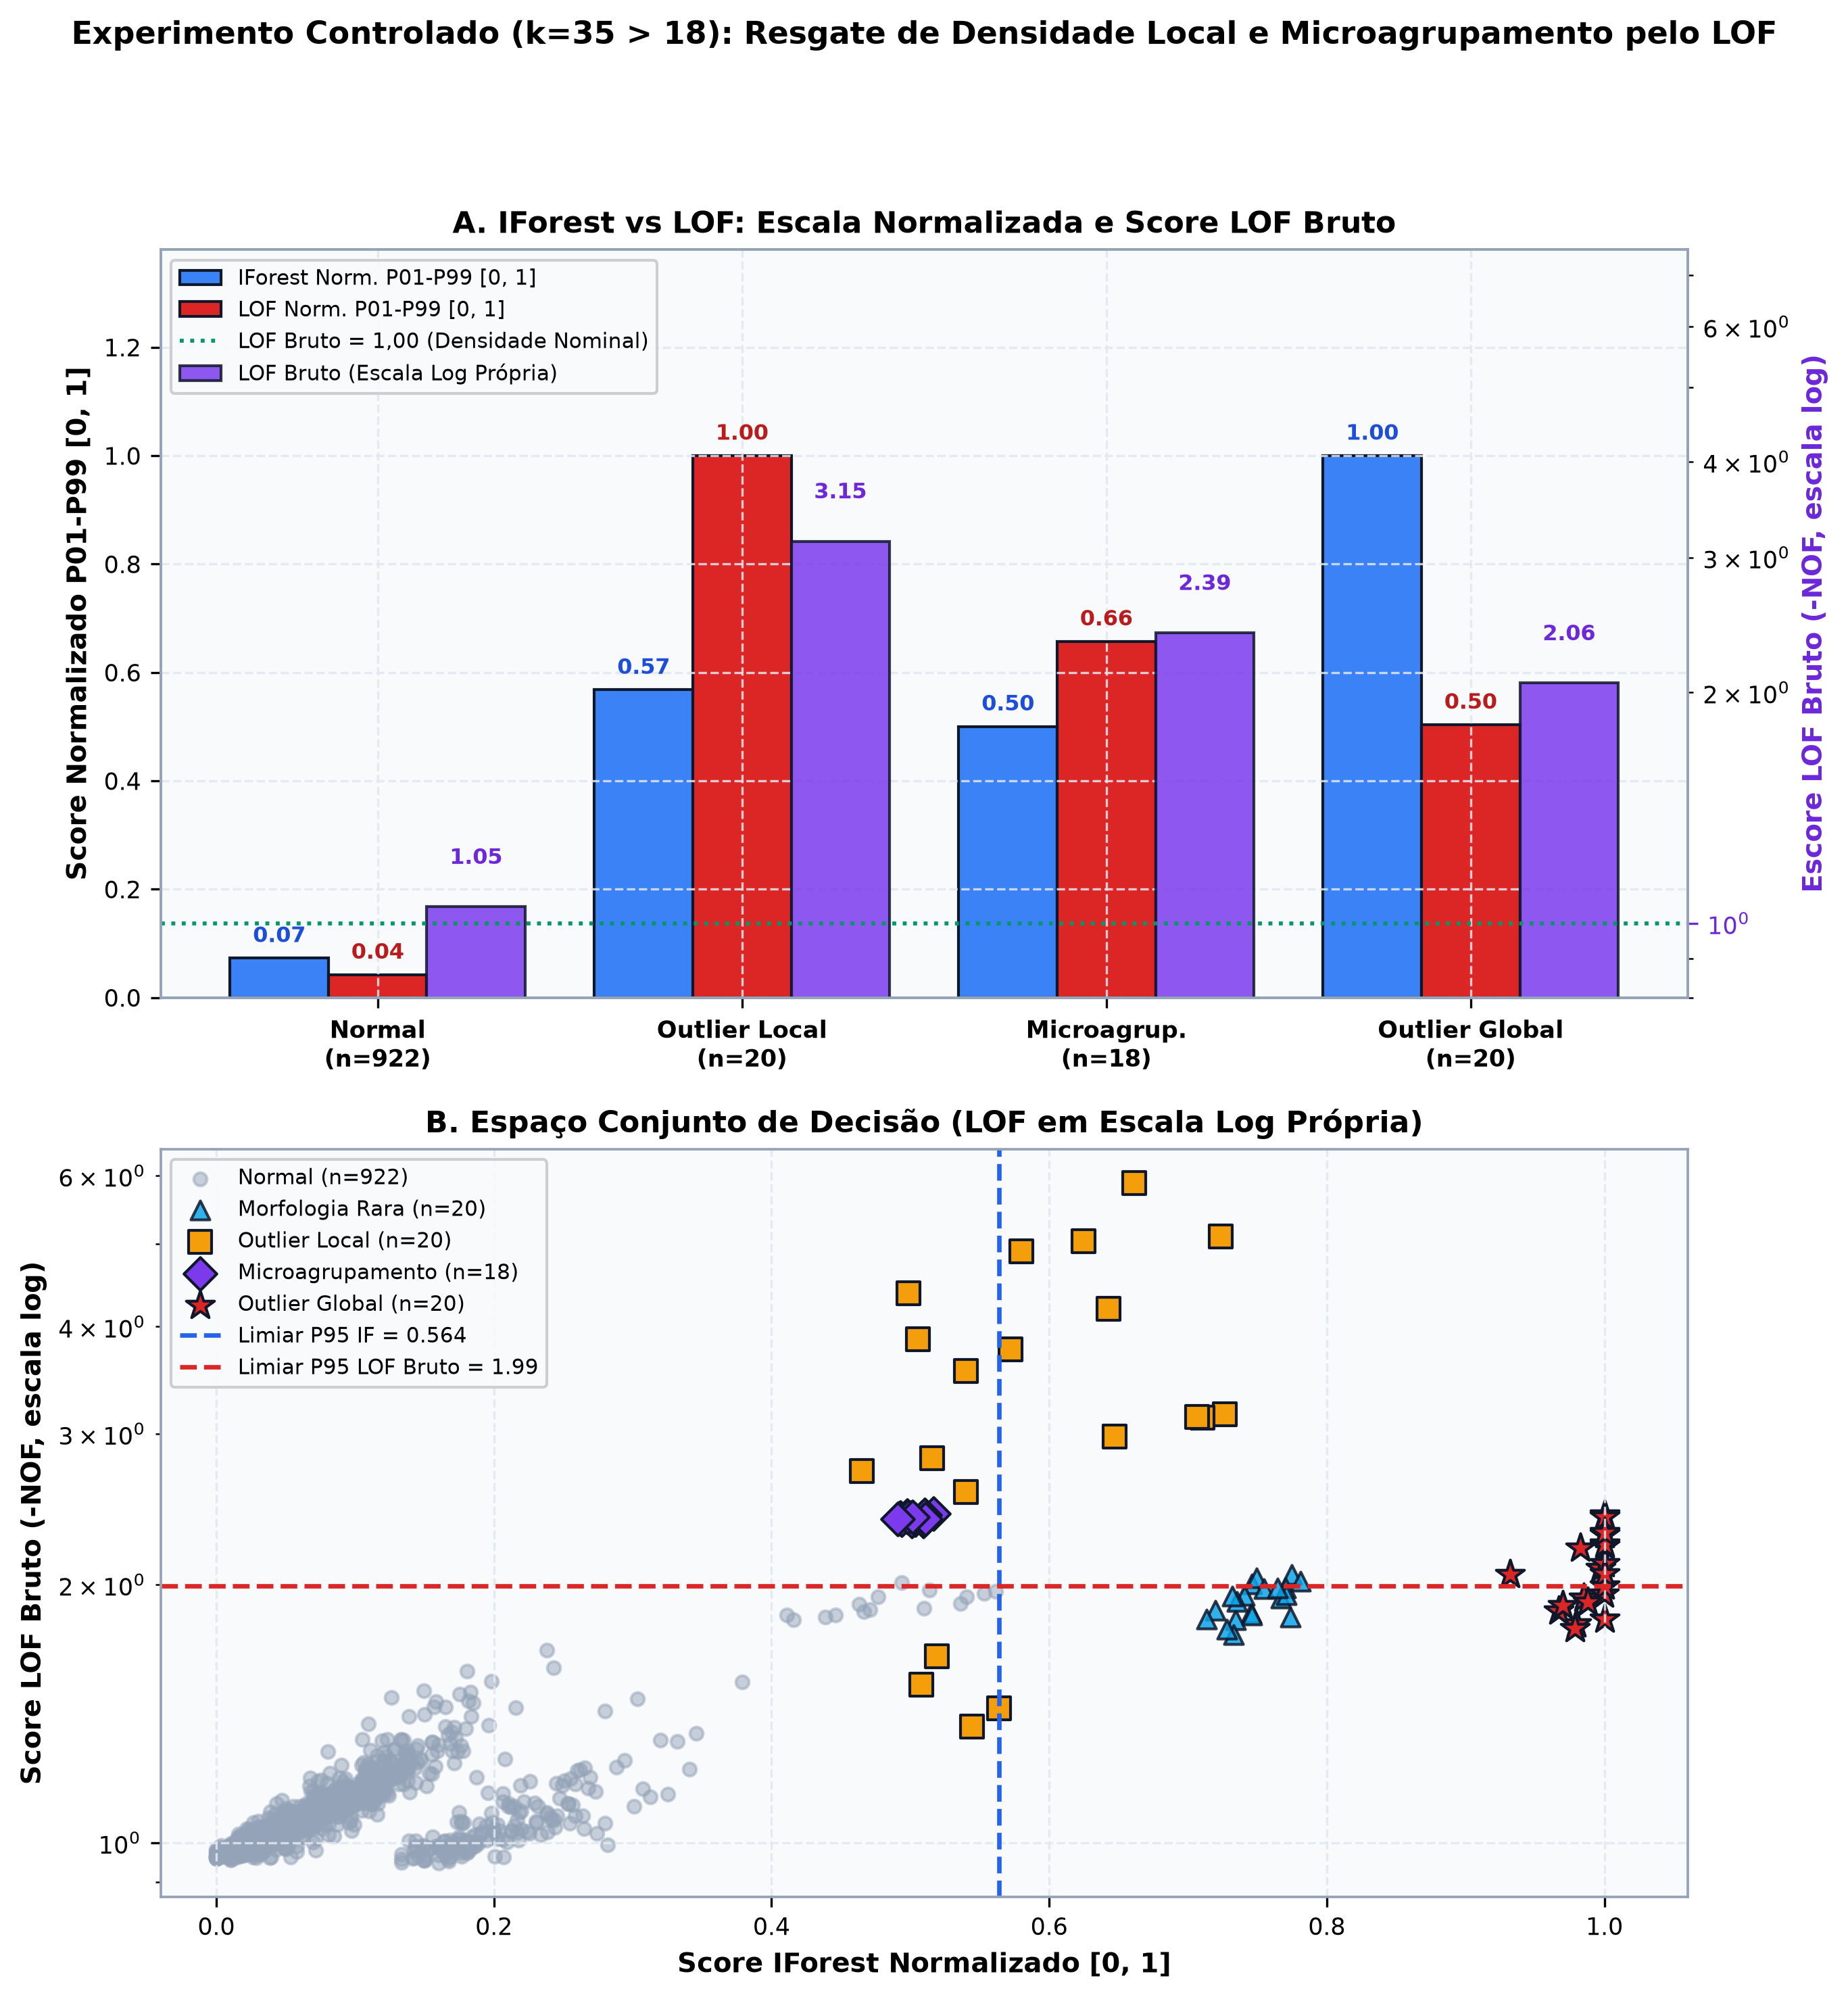 Experimento Controlado (k=35 > 18): Resgate de Densidade Local e Microagrupamento pelo LOF
A. IForest vs LOF: Escala Normalizada e Score LOF Bruto
IForest Norm. P01-P99 [0, 1]
LOF Norm. P01-P99 [0, 1]
LOF Bruto = 1,00 (Densidade Nominal)
LOF Bruto (Escala Log Própria)
Score Normalizado P01-P99 [0, 1]
1.2
1.0
0.8
0.6
0.4
0.2
0.0
6 × 10⁰
4 × 10⁰
3 × 10⁰
2 × 10⁰
10⁰
Escore LOF Bruto (-NOF, escala log)
0.07
0.04
1.05
0.57
1.00
3.15
0.50
0.66
2.39
1.00
0.50
2.06
Normal
(n=922)
Outlier Local
(n=20)
Microagrup.
(n=18)
Outlier Global
(n=20)
B. Espaço Conjunto de Decisão (LOF em Escala Log Própria)
Normal (n=922)
Morfologia Rara (n=20)
Outlier Local (n=20)
Microagrupamento (n=18)
Outlier Global (n=20)
Limiar P95 IF = 0.564
Limiar P95 LOF Bruto = 1.99
Score LOF Bruto (-NOF, escala log)
6 × 10⁰
4 × 10⁰
3 × 10⁰
2 × 10⁰
10⁰
0.0
0.2
0.4
0.6
0.8
1.0
Score IForest Normalizado [0, 1]